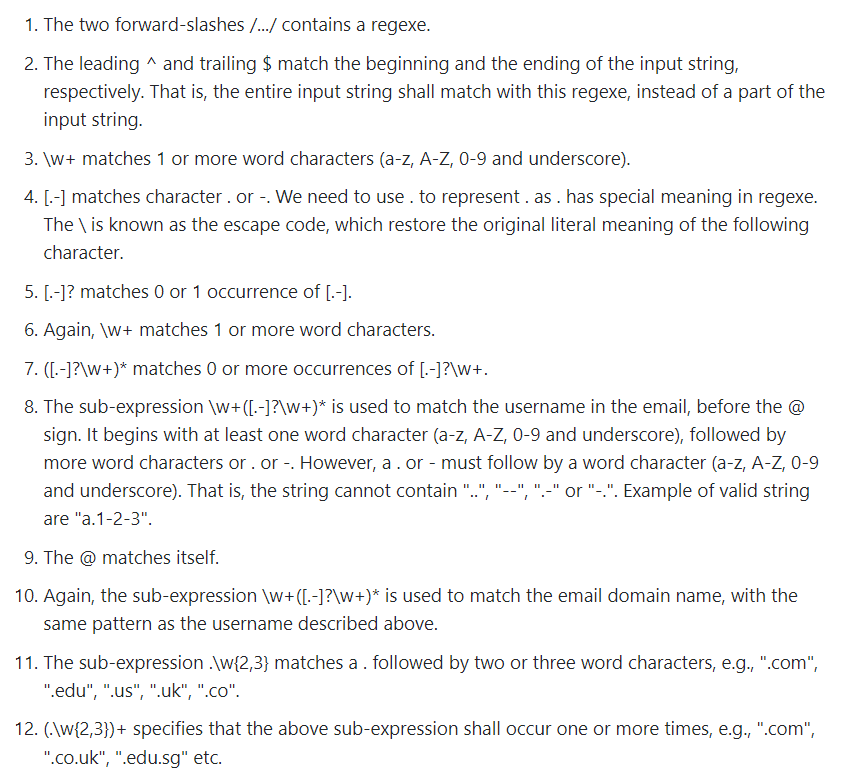 1. The two forward-slashes /.../ contains a regexe.
2. The leading ^ and trailing $ match the beginning and the ending of the input string,
respectively. That is, the entire input string shall match with this regexe, instead of a part of the
input string.
3. \w+ matches 1 or more word characters (a-z, A-Z, 0-9 and underscore).
4. [.-] matches character . or -. We need to use . to represent . as . has special meaning in regexe.
The \ is known as the escape code, which restore the original literal meaning of the following
character.
5. [.-]? matches 0 or 1 occurrence of [.-].
6. Again, \w+ matches 1 or more word characters.
7. ([.-]?\w+)* matches 0 or more occurrences of [.-]?\w+.
8. The sub-expression \w+([.-]?\w+)* is used to match the username in the email, before the @
sign. It begins with at least one word character (a-z, A-Z, 0-9 and underscore), followed by
more word characters or . or -. However, a . or - must follow by a word character (a-z, A-Z, 0-9
and underscore). That is, the string cannot contain "..", "--", ".-" or "-.". Example of valid string
are "a.1-2-3".
9. The @ matches itself.
10. Again, the sub-expression \w+([.-]?\w+)* is used to match the email domain name, with the
same pattern as the username described above.
11. The sub-expression .\w{2,3} matches a . followed by two or three word characters, e.g., ".com",
".edu", ".us", ".uk", ".co".
12. (.\w{2,3})+ specifies that the above sub-expression shall occur one or more times, e.g., ".com",
".co.uk", ".edu.sg" etc.